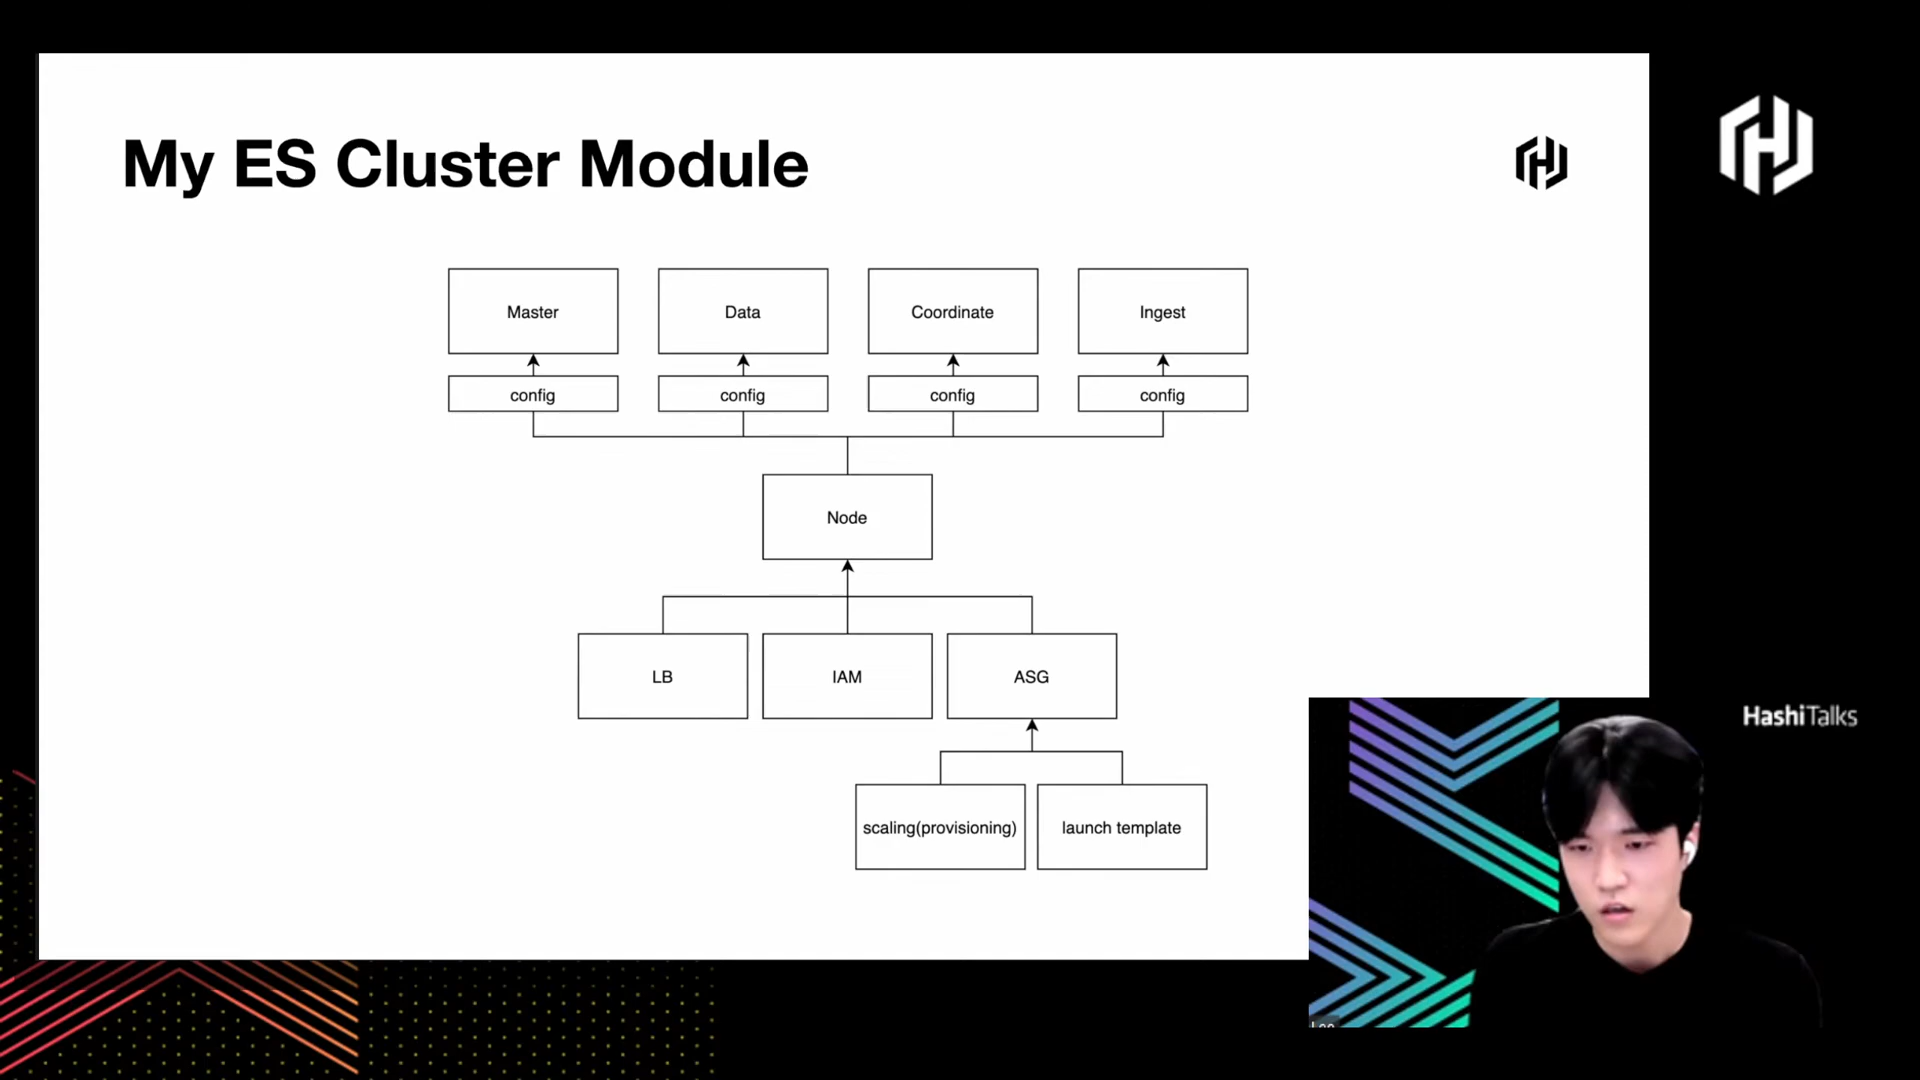 My ES Cluster Module
Master
Data
Coordinate
Ingest
config
config
config
config
Node
LB
IAM
ASG
scaling(provisioning)
launch template
HashiTalks